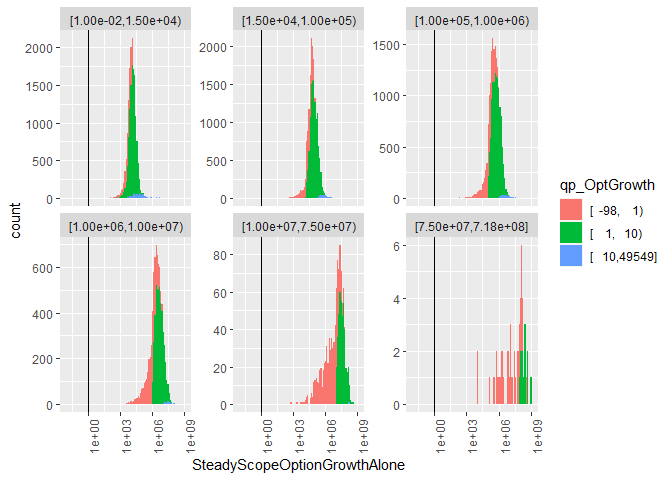 [1.00e-02,1.50e+04)
[1.50e+04,1.00e+05)
[1.00e+05,1.00e+06)
2000
1500
1000
500
0
2000
1500
1000
500
0
1500
1000
500
0
[1.00e+06,1.00e+07)
[1.00e+07,7.50e+07)
[7.50e+07,7.18e+08]
600
400
200
0
80
60
40
20
0
6
4
2
0
1e+00
1e+03
1e+06
1e+09
1e+00
1e+03
1e+06
1e+09
1e+00
1e+03
1e+06
1e+09
count
SteadyScopeOptionGrowthAlone
qp_OptGrowth
[ -98, 1)
[ 1, 10)
[ 10,49549]